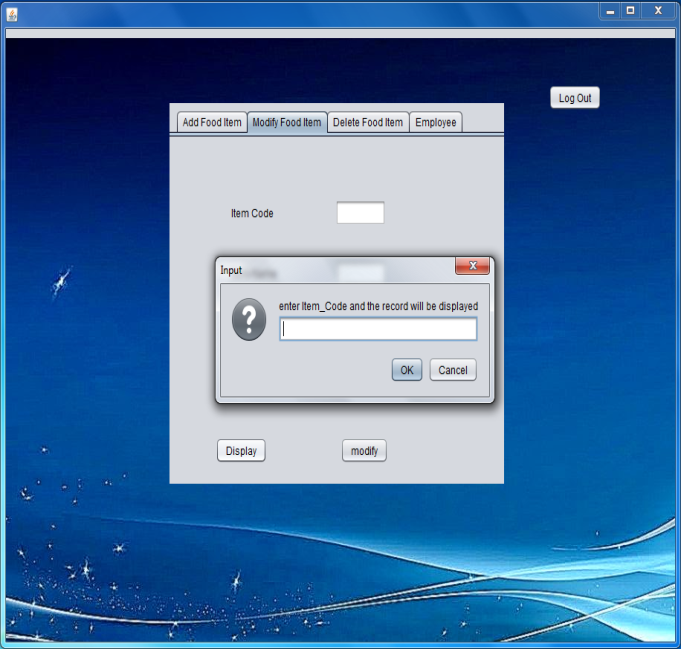 Log Out
Add Food Item Modify Food Item Delete Food Item Employee
Item Code
Input
X
enter Item_Code and the record will be displayed
?
OK Cancel
Display modify